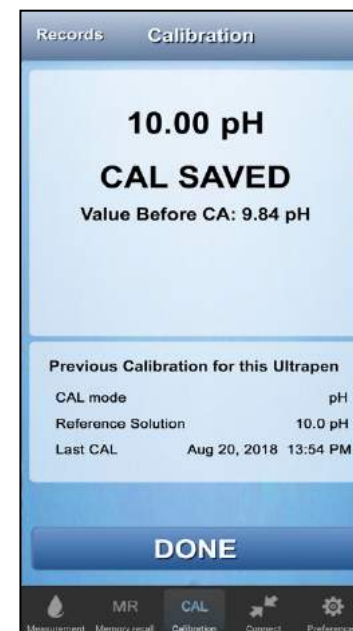 Records Calibration
10.00 pH
CAL SAVED
Value Before CA: 9.84 pH
Previous Calibration for this Ultrapen
CAL mode pH
Reference Solution 10.0 pH
Last CAL Aug 20, 2018 13:54 PM
DONE
MR CAL
Measurement Memory recall Calibration Connect Preference